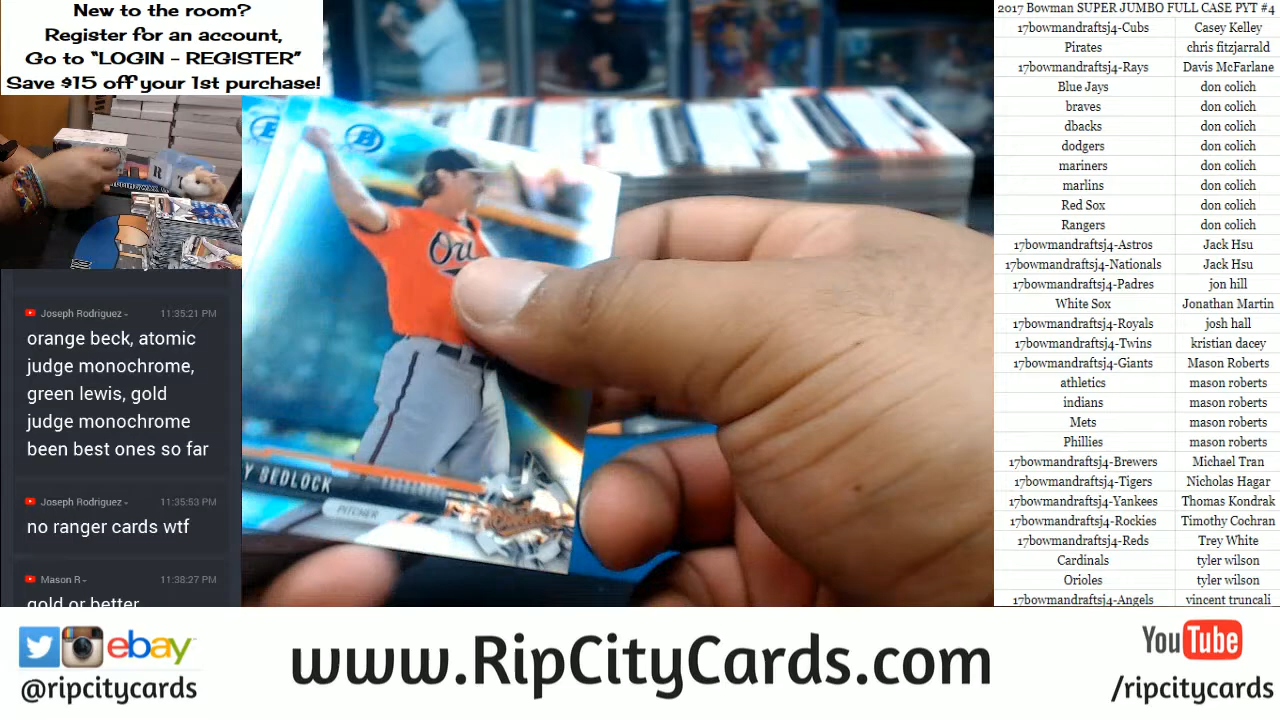 New to the room?
Register for an account,
Go to "LOGIN - REGISTER"
Save $15 off your 1st purchase!
Joseph Rodriguez 11:35:21 PM
orange beck, atomic
judge monochrome,
green lewis, gold
judge monochrome
been best ones so far
Joseph Rodriguez 11:35:53 PM
no ranger cards wtf
Mason R 11:38:27 PM
gold or better
B
B
Y SEDLOCK
PITCHER
2017 Bowman SUPER JUMBO FULL CASE PYT #4
17bowmandraftsj4-Cubs Casey Kelley
Pirates chris fitzjarrald
17bowmandraftsj4-Rays Davis McFarlane
Blue Jays don colich
braves don colich
dbacks don colich
dodgers don colich
mariners don colich
marlins don colich
Red Sox don colich
Rangers don colich
17bowmandraftsj4-Astros Jack Hsu
17bowmandraftsj4-Nationals Jack Hsu
17bowmandraftsj4-Padres jon hill
White Sox Jonathan Martin
17bowmandraftsj4-Royals josh hall
17bowmandraftsj4-Twins kristian dacey
17bowmandraftsj4-Giants Mason Roberts
athletics mason roberts
indians mason roberts
Mets mason roberts
Phillies mason roberts
17bowmandraftsj4-Brewers Michael Tran
17bowmandraftsj4-Tigers Nicholas Hagar
17bowmandraftsj4-Yankees Thomas Kondrak
17bowmandraftsj4-Rockies Timothy Cochran
17bowmandraftsj4-Reds Trey White
Cardinals tyler wilson
Orioles tyler wilson
17bowmandraftsj4-Angels vincent truncali
ebay
@ripcitycards
www.RipCityCards.com
YouTube
/ripcitycards